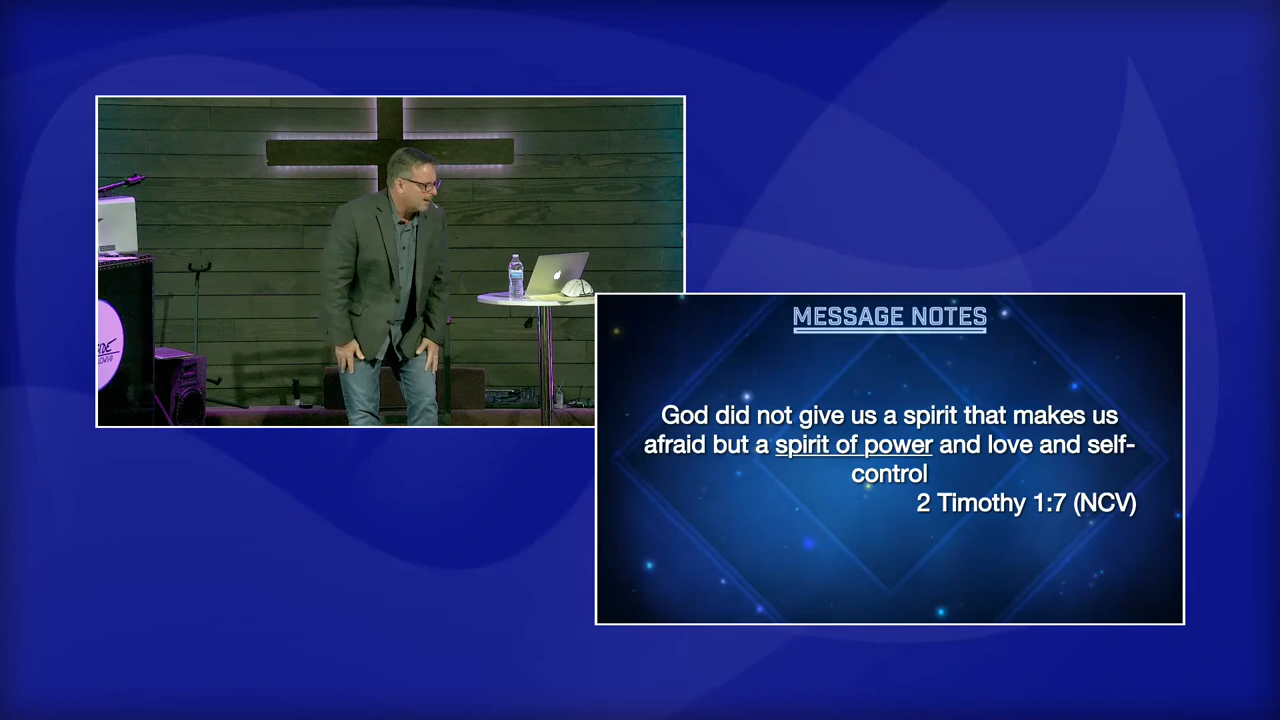 MESSAGE NOTES
God did not give us a spirit that makes us
afraid but a spirit of power and love and self-
control
2 Timothy 1:7 (NCV)